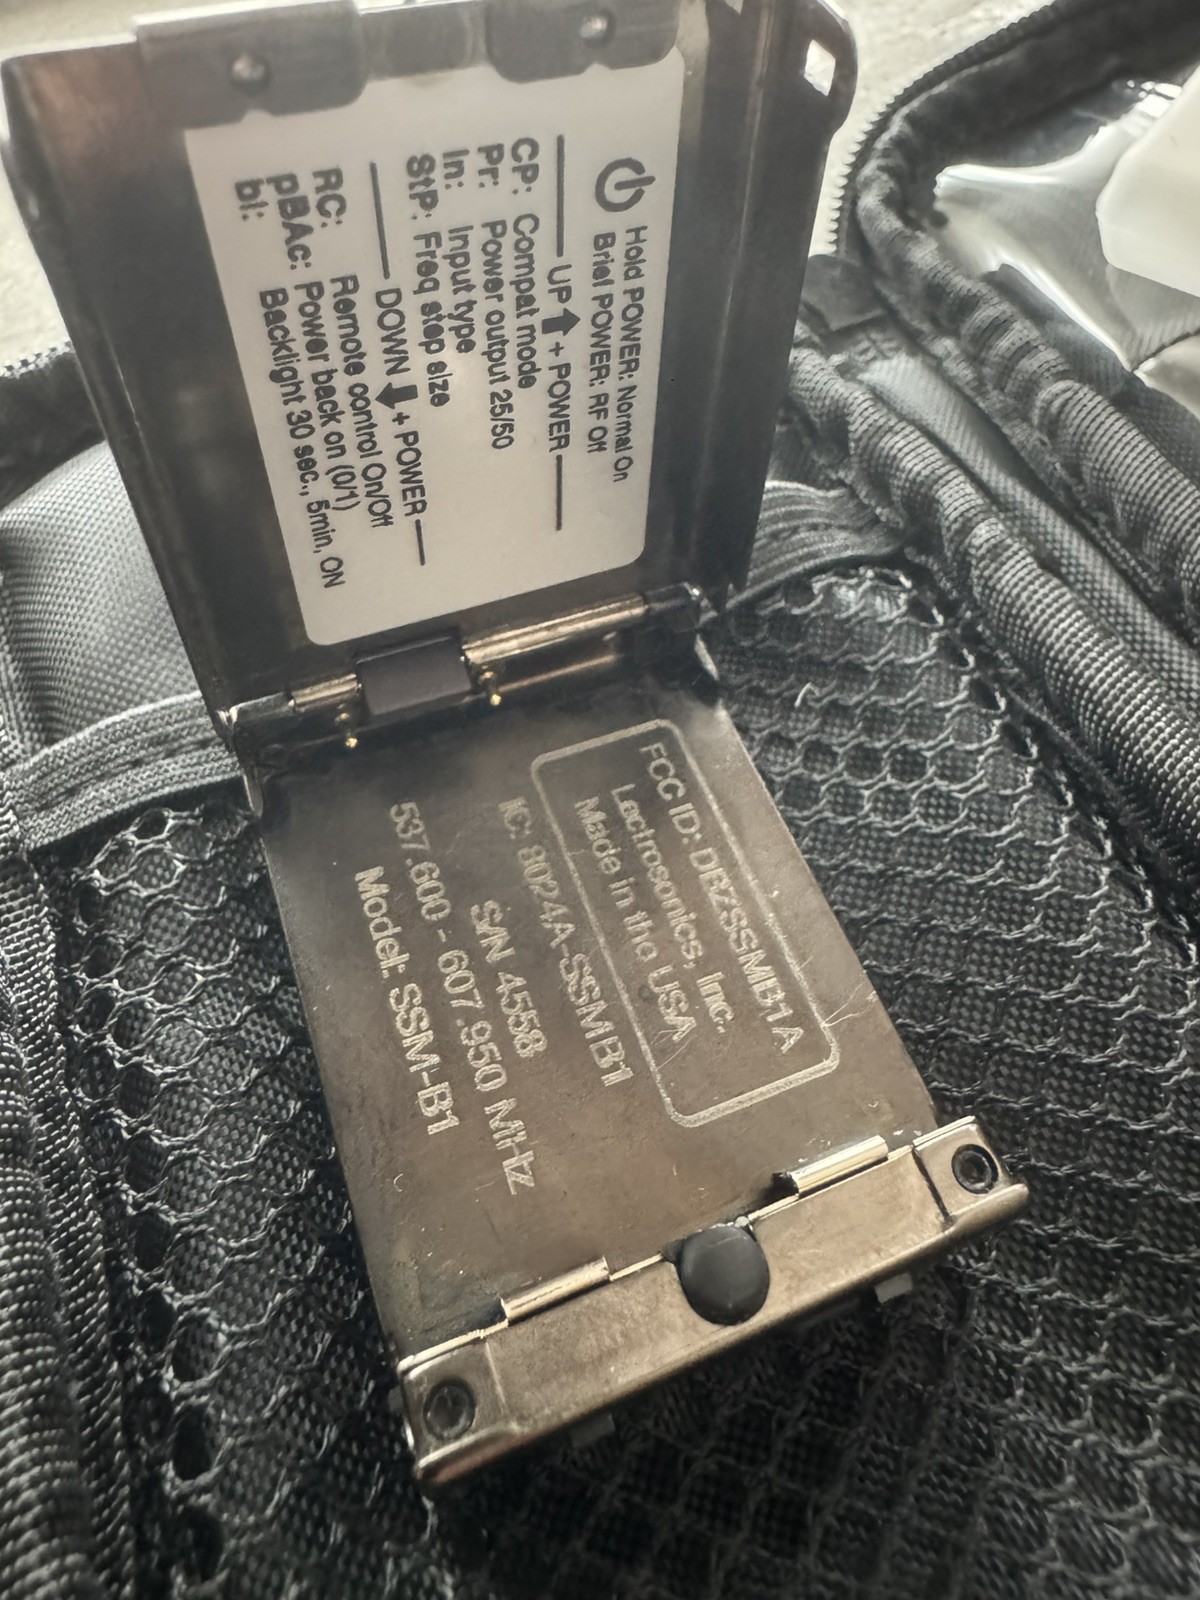 Hold POWER: Normal On
Brief POWER: RF Off
UP ⬆ + POWER
CP: Compat mode
Pr: Power output 25/50
In: Input type
StP: Freq step size
DOWN ⬇ + POWER
RC: Remote control On/Off
pBAc: Power back on (0/1)
bl: Backlight 30 sec., 5min, ON
FCC ID: DBZSSMB1A
Lectrosonics, Inc.
Made in the USA
IC: 8024A-SSMB1
S/N 4558
537.600 - 607.950 MHz
Model: SSM-B1